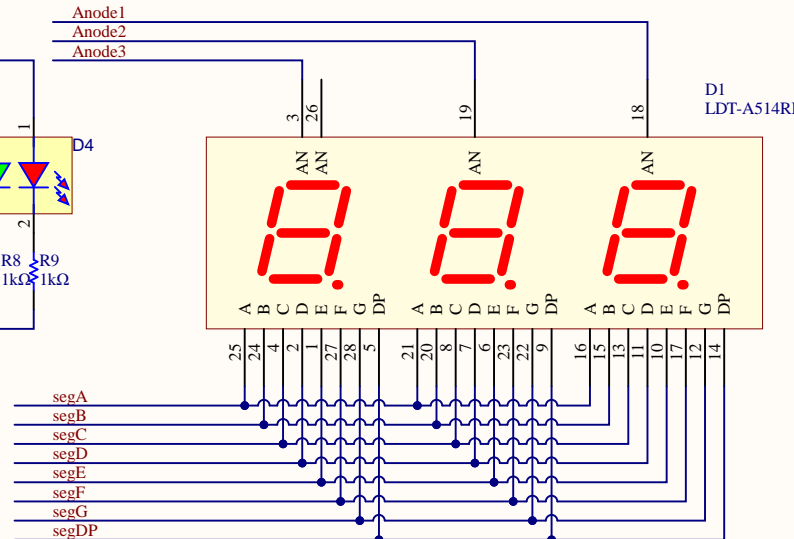 Anode1
Anode2
Anode3
D1
LDT-A514RI
3 26 19 18
1
D4
AN AN AN AN
2
R8 R9
1kΩ 1kΩ
A B C D E F G DP A B C D E F G DP A B C D E F G DP
25 24 4 2 1 27 28 5 21 20 8 7 6 23 22 9 16 15 13 11 10 17 12 14
segA
segB
segC
segD
segE
segF
segG
segDP